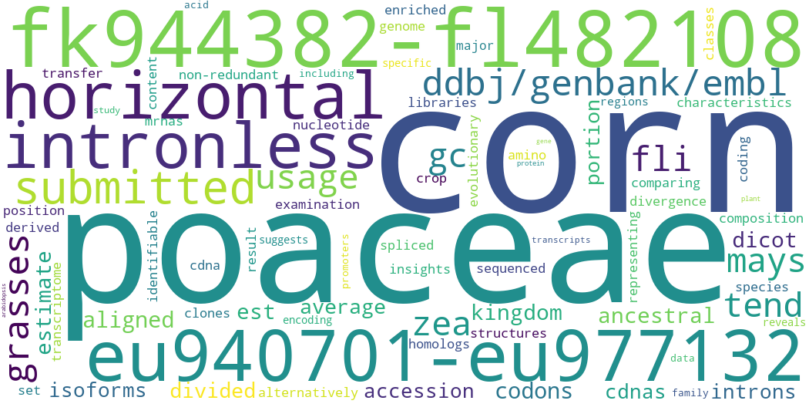 acid
enriched
fk944382-fl482108
genome
classes
major
specific
transfer
non-redundant
including
content
horizontal
ddbj/genbank/embl
study
mrnas
libraries
regions
characteristics
nucleotide
intronless
corn
gc
evolutionary
portion
gene
amino
protein
fli
coding
crop
submitted
usage
comparing
plant
divergence
position
examination
poaceae
composition
derived
identifiable
result
suggests
spliced
transcripts
representing
dicot
grasses
estimate
transcriptome
cdna
promoters
insights
sequenced
mays
species
arabidopsis
clones
est
average
zea
kingdom
ancestral
tend
reveals
aligned
encoding
homologs
structures
eu940701-eu977132
data
set
isoforms
divided
alternatively
accession
codons
cdnas
family
introns